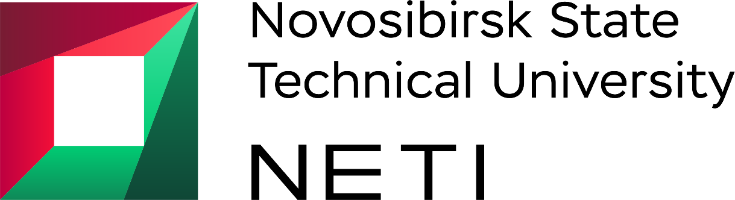 Novosibirsk State
Technical University
NETI